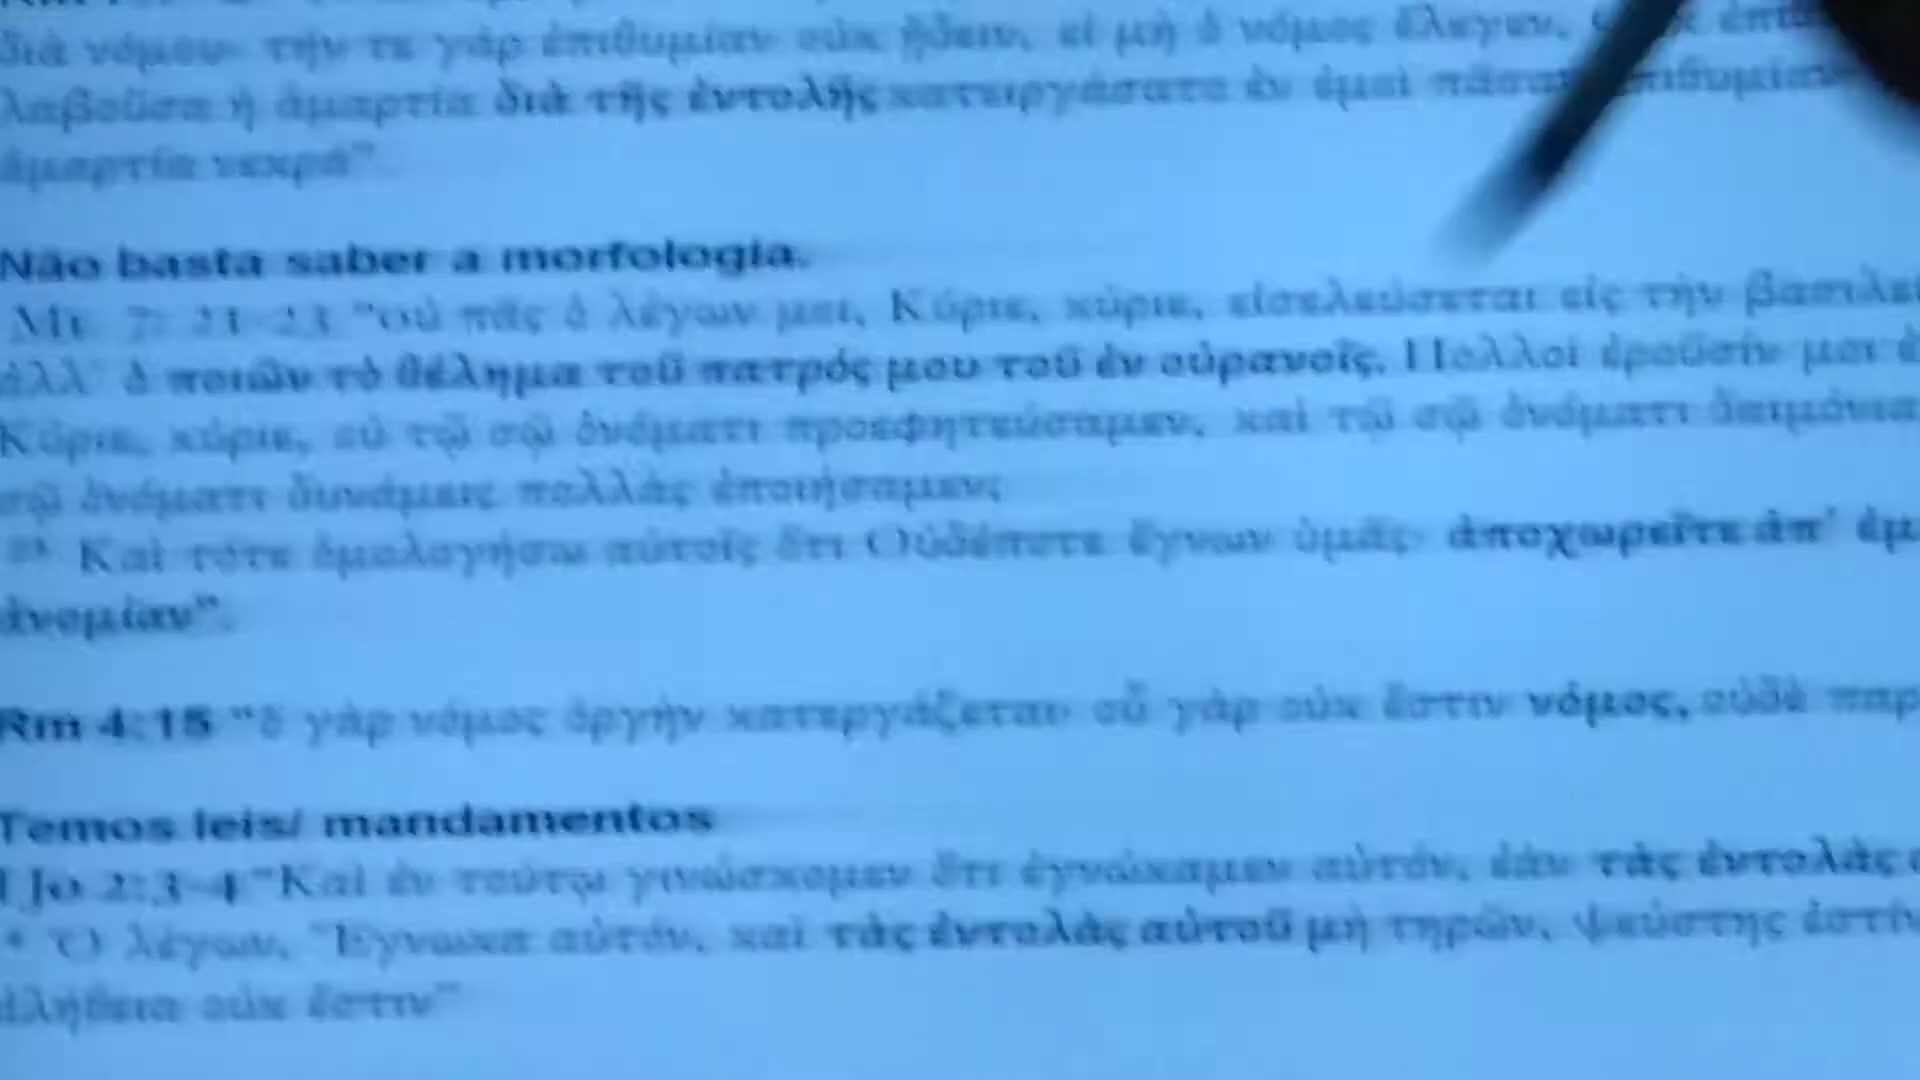 διὰ νόμου· τήν τε γὰρ ἐπιθυμίαν οὐκ ᾔδειν, εἰ μὴ ὁ νόμος ἔλεγεν,
λαβοῦσα ἡ ἁμαρτία διὰ τῆς ἐντολῆς κατειργάσατο ἐν ἐμοὶ πᾶσαν
ἁμαρτία νεκρά"
Não basta saber a morfologia.
Mt 7: 21-23 "οὐ πᾶς ὁ λέγων μοι, Κύριε, κύριε, εἰσελεύσεται εἰς τὴν
ἀλλ' ὁ ποιῶν τὸ θέλημα τοῦ πατρός μου τοῦ ἐν οὐρανοῖς. Πολλοὶ ἐροῦσίν μοι
Κύριε, κύριε, οὐ τῷ σῷ ὀνόματι προεφητεύσαμεν, καὶ τῷ σῷ ὀνόματι δαιμόνια
σῷ ὀνόματι δυνάμεις πολλὰς ἐποιήσαμεν;
23 Καὶ τότε ὁμολογήσω αὐτοῖς ὅτι Οὐδέποτε ἔγνων ὑμᾶς· ἀποχωρεῖτε ἀπ' ἐμ
ἀνομίαν".
Rm 4:15 "ὁ γὰρ νόμος ὀργὴν κατεργάζεται· οὗ γὰρ οὐκ ἔστιν νόμος, οὐδὲ παρ
Temos leis/ mandamentos
I Jo 2:3-4 "Καὶ ἐν τούτῳ γινώσκομεν ὅτι ἐγνώκαμεν αὐτόν, ἐὰν τὰς ἐντολὰς
4 Ὁ λέγων, Ἔγνωκα αὐτόν, καὶ τὰς ἐντολὰς αὐτοῦ μὴ τηρῶν, ψεύστης ἐστίν
ἀλήθεια οὐκ ἔστιν"